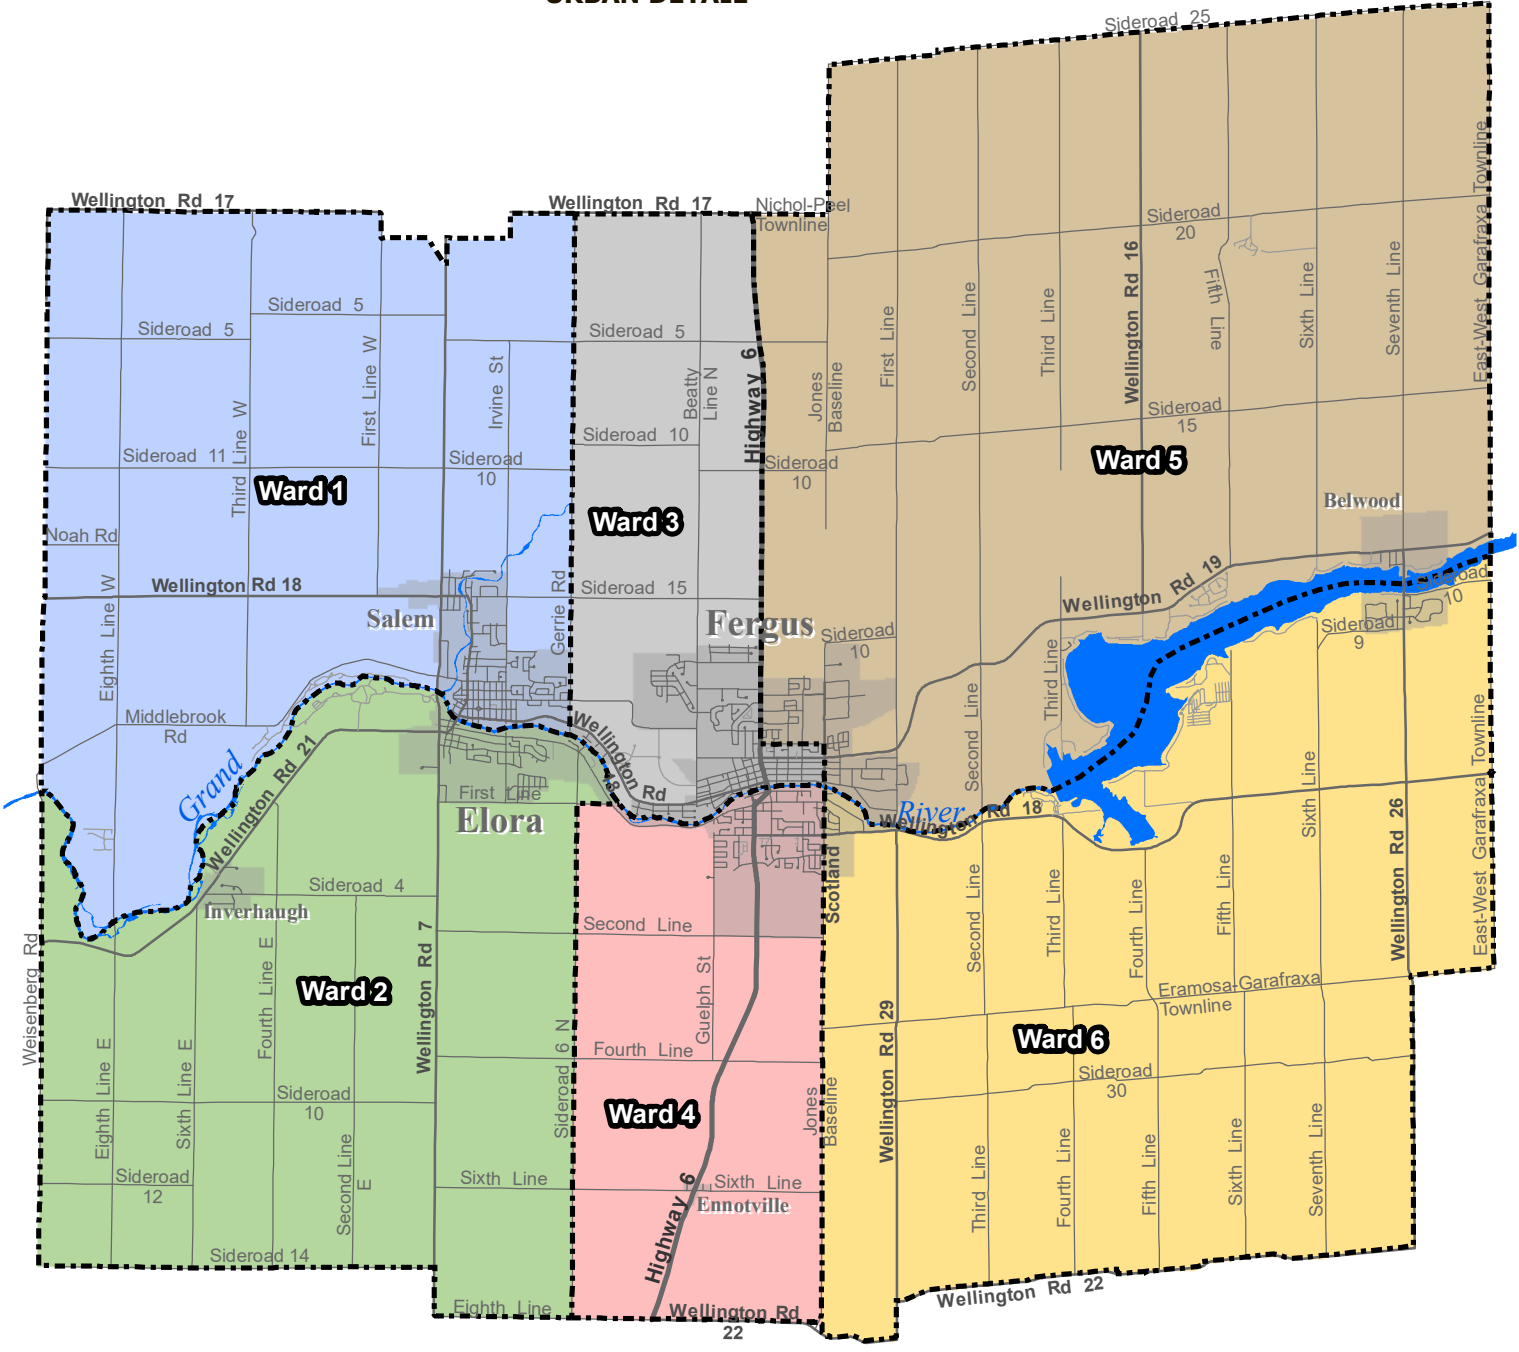 URBAN DETAIL
Sideroad 25
Wellington Rd 17
Wellington Rd 17
Nichol-Peel
Townline
East-West Garafraxa Townline
Sideroad
20
Wellington Rd 16
Fifth Line
Sixth Line
Seventh Line
First Line
Second Line
Third Line
Sideroad 5
Sideroad 5
Sideroad 5
First Line W
Third Line W
Irvine St
Beatty
Line N
Highway 6
Jones
Baseline
Sideroad
15
Sideroad 10
Sideroad 11
Sideroad
10
Sideroad
10
Ward 1
Ward 3
Ward 5
Belwood
Noah Rd
Wellington Rd 18
Eighth Line W
Salem
Gerrie Rd
Sideroad 15
Fergus
Sideroad
10
Wellington Rd 19
Sideroad
10
Sideroad
9
Third Line
Second Line
Middlebrook
Rd
Grand
Wellington Rd 21
Wellington Rd
18
First Line
Elora
River
Wellington Rd 18
Sixth Line
Wellington Rd 26
East-West Garafraxa Townline
Scotland
Inverhaugh
Sideroad 4
Second Line
Second Line
Third Line
Fourth Line
Fifth Line
Weisenberg Rd
Fourth Line E
Wellington Rd 7
Guelph St
Ward 2
Eramosa-Garafraxa
Townline
Ward 6
Wellington Rd 29
Sideroad 6 N
Fourth Line
Sideroad
30
Eighth Line E
Sixth Line E
Sideroad
10
Ward 4
Jones
Baseline
Second Line
E
Sideroad
12
Sixth Line
Sixth Line
Ennotville
Highway 6
Third Line
Fourth Line
Fifth Line
Sixth Line
Seventh Line
Sideroad 14
Eighth Line
Wellington Rd
22
Wellington Rd 22